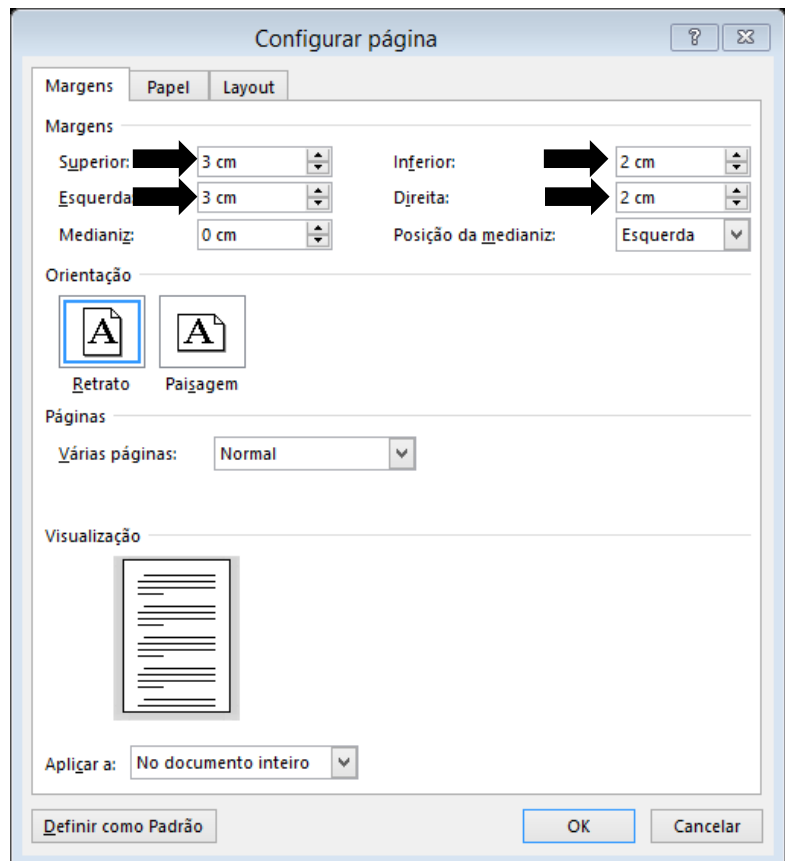 Configurar página
Margens Papel Layout
Margens
Superior: 3 cm Inferior: 2 cm
Esquerda: 3 cm Direita: 2 cm
Medianiz: 0 cm Posição da medianiz: Esquerda
Orientação
A A
Retrato Paisagem
Páginas
Várias páginas: Normal
Visualização
Aplicar a: No documento inteiro
Definir como Padrão OK Cancelar